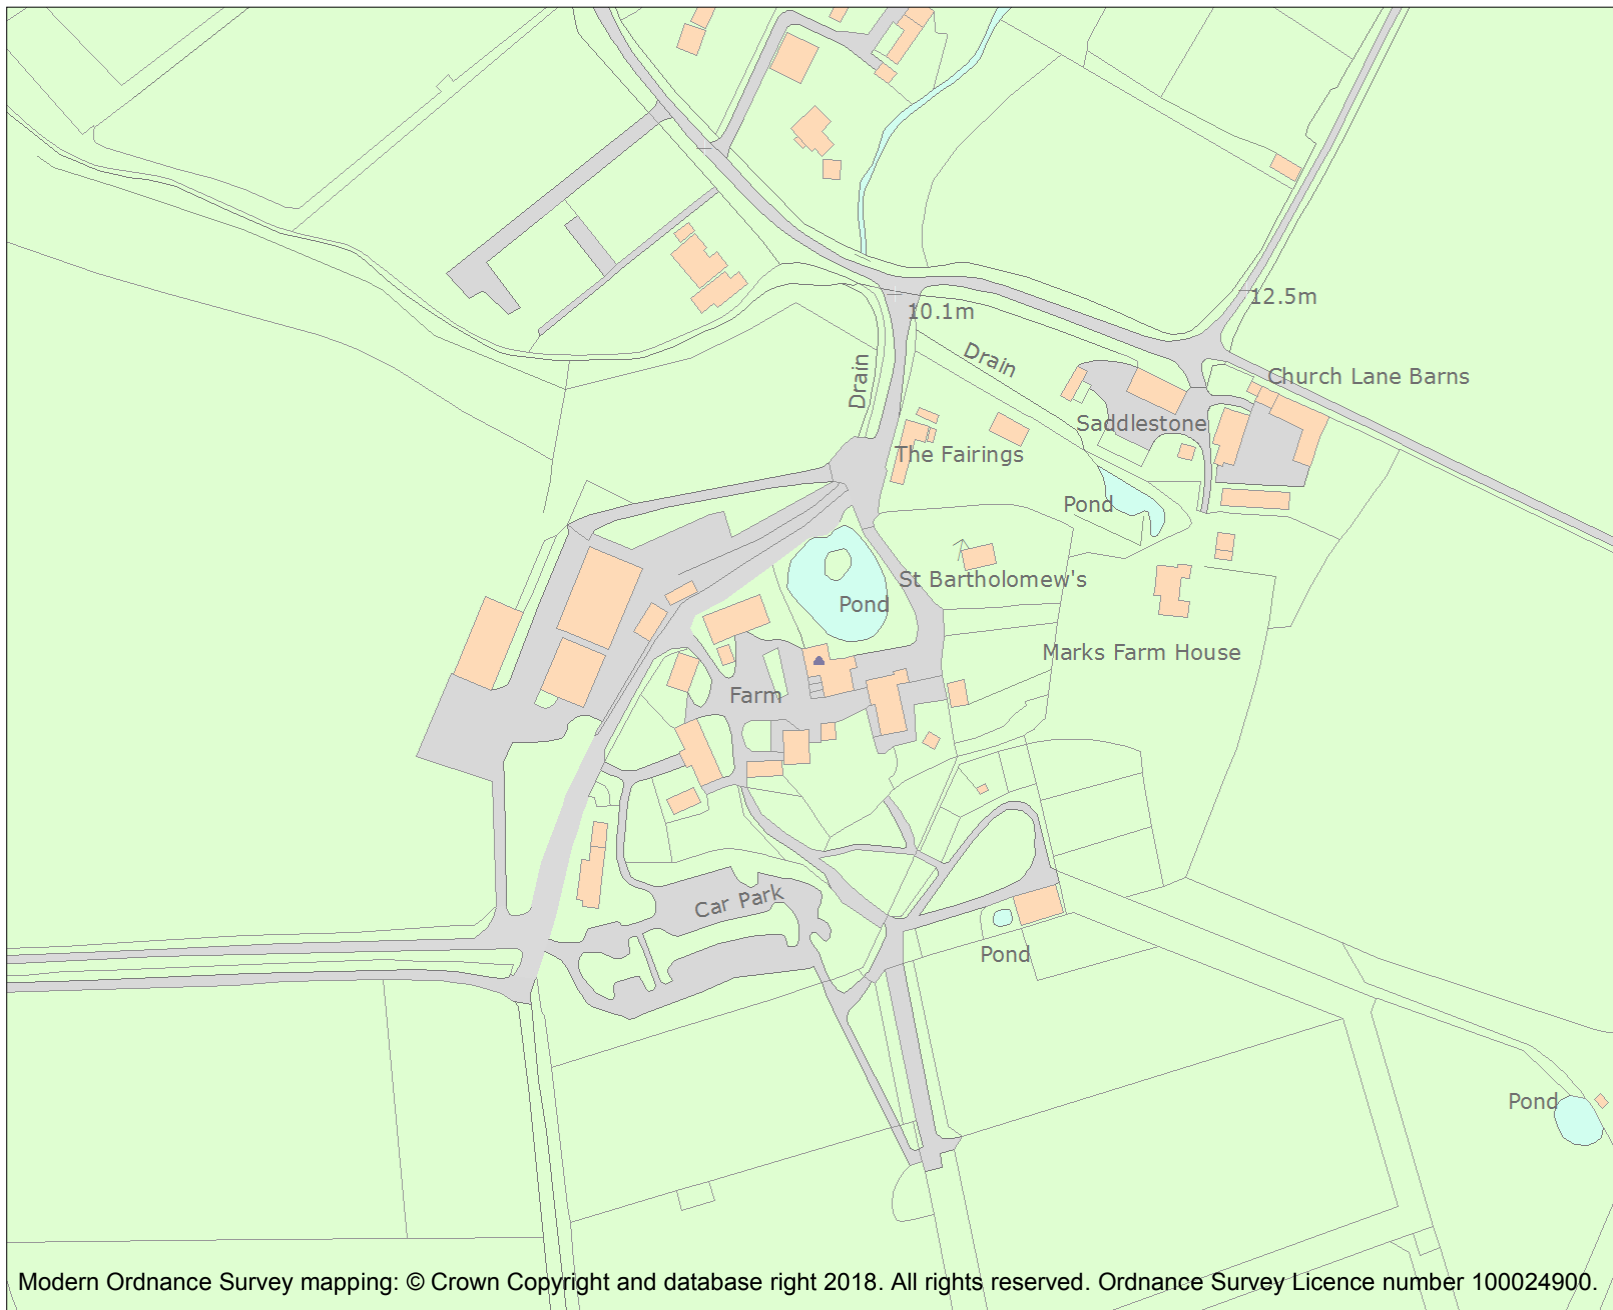 10.1m
12.5m
Drain
Drain
Church Lane Barns
Saddlestone
The Fairings
Pond
St Bartholomew's
Pond
Marks Farm House
Farm
Car Park
Pond
Pond
Modern Ordnance Survey mapping: © Crown Copyright and database right 2018. All rights reserved. Ordnance Survey Licence number 100024900.